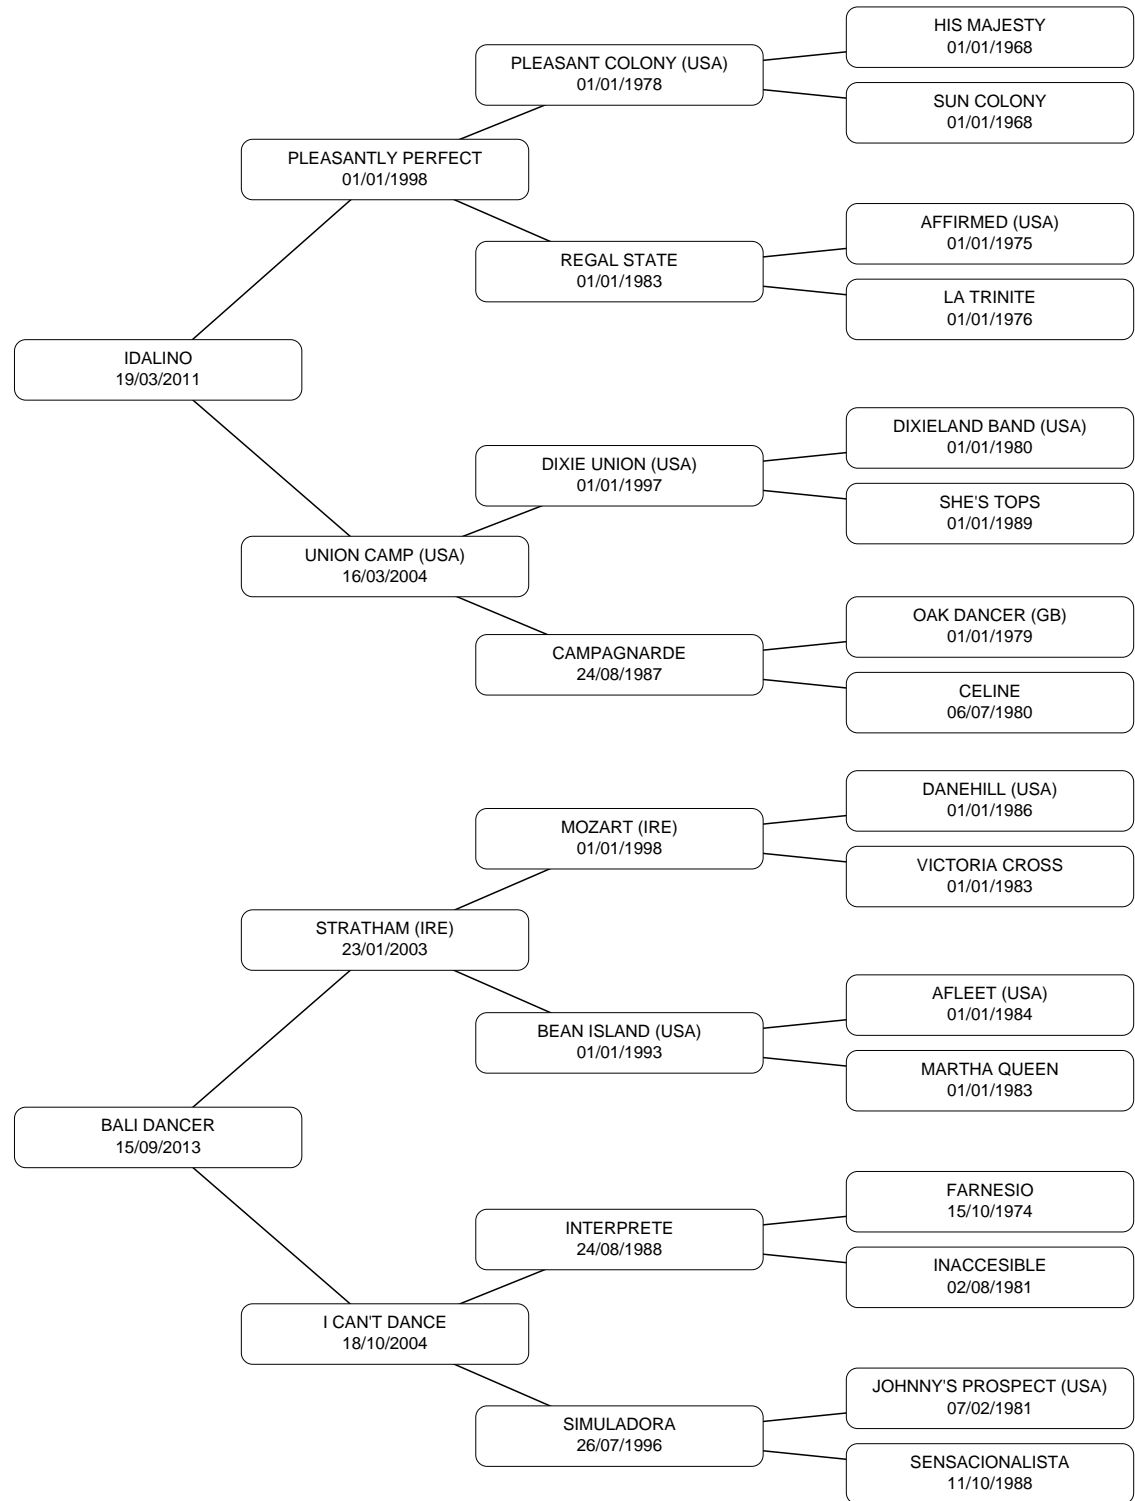 HIS MAJESTY
01/01/1968
PLEASANT COLONY (USA)
01/01/1978
SUN COLONY
01/01/1968
PLEASANTLY PERFECT
01/01/1998
AFFIRMED (USA)
01/01/1975
REGAL STATE
01/01/1983
LA TRINITE
01/01/1976
IDALINO
19/03/2011
DIXIELAND BAND (USA)
01/01/1980
DIXIE UNION (USA)
01/01/1997
SHE'S TOPS
01/01/1989
UNION CAMP (USA)
16/03/2004
OAK DANCER (GB)
01/01/1979
CAMPAGNARDE
24/08/1987
CELINE
06/07/1980
DANEHILL (USA)
01/01/1986
MOZART (IRE)
01/01/1998
VICTORIA CROSS
01/01/1983
STRATHAM (IRE)
23/01/2003
AFLEET (USA)
01/01/1984
BEAN ISLAND (USA)
01/01/1993
MARTHA QUEEN
01/01/1983
BALI DANCER
15/09/2013
FARNESIO
15/10/1974
INTERPRETE
24/08/1988
INACCESIBLE
02/08/1981
I CAN'T DANCE
18/10/2004
JOHNNY'S PROSPECT (USA)
07/02/1981
SIMULADORA
26/07/1996
SENSACIONALISTA
11/10/1988